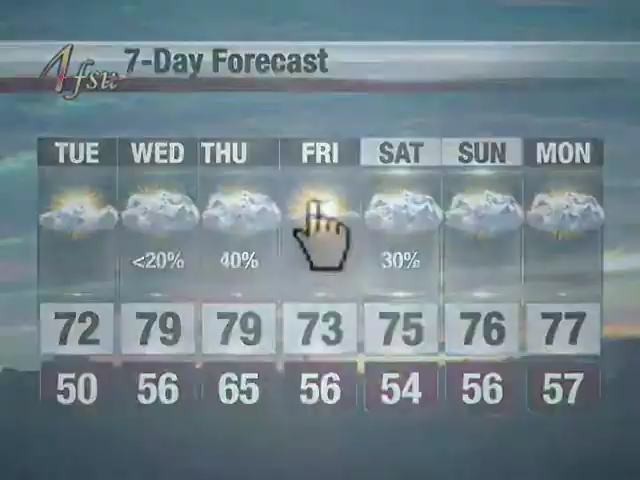 1fsu 7-Day Forecast
TUE WED THU FRI SAT SUN MON
<20% 40% 30%
72 79 79 73 75 76 77
50 56 65 56 54 56 57